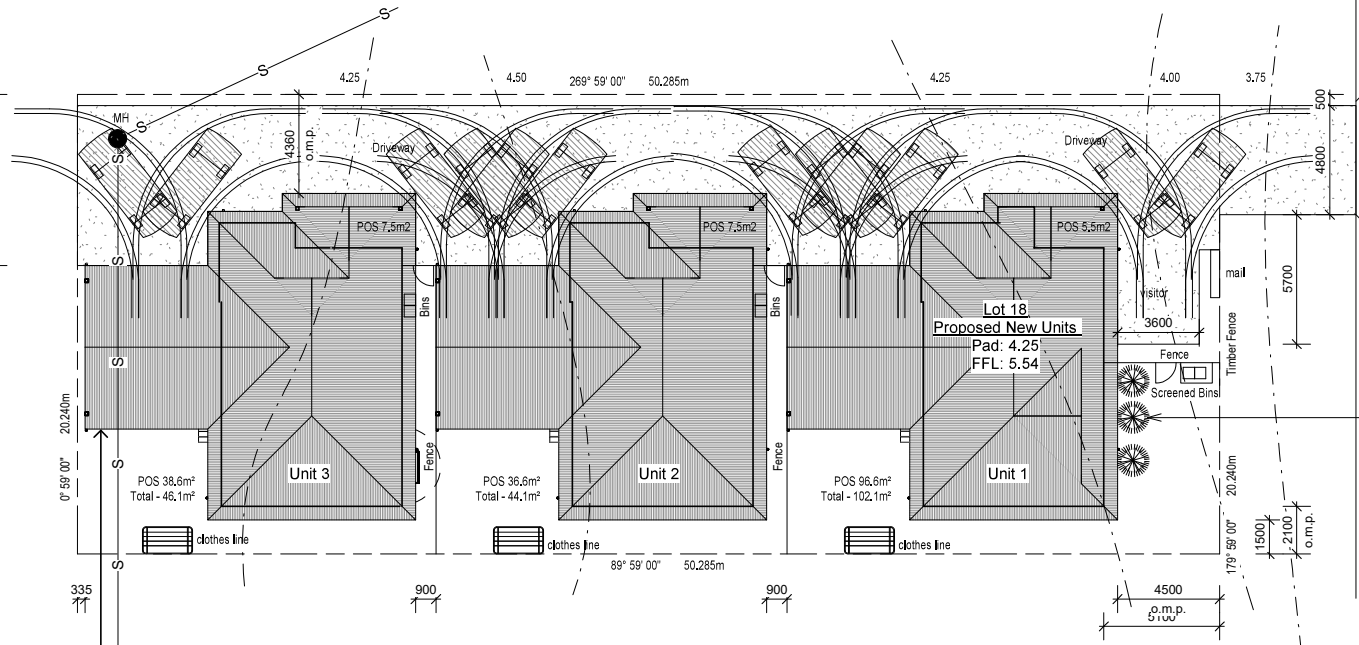 S
S
4.25
4.50
269° 59' 00" 50.285m
4.25
4.00
3.75
MH
S
4360
o.m.p.
Driveway
Driveway
500
4800
S
POS 7.5m2
POS 7.5m2
POS 5.5m2
S
Bins
Bins
visitor
mail
5700
Lot 18
Proposed New Units
Pad: 4.25
FFL: 5.54
3600
Fence
Timber Fence
S
Screened Bins
20.240m
0° 59' 00"
S
Fence
Fence
Unit 3
Unit 2
Unit 1
POS 38.6m²
Total - 46.1m²
POS 36.6m²
Total - 44.1m²
POS 96.6m²
Total - 102.1m²
20.240m
179° 59' 00"
clothes line
clothes line
clothes line
1500
2100
o.m.p.
S
89° 59' 00" 50.285m
335
900
900
4500
o.m.p.
5100